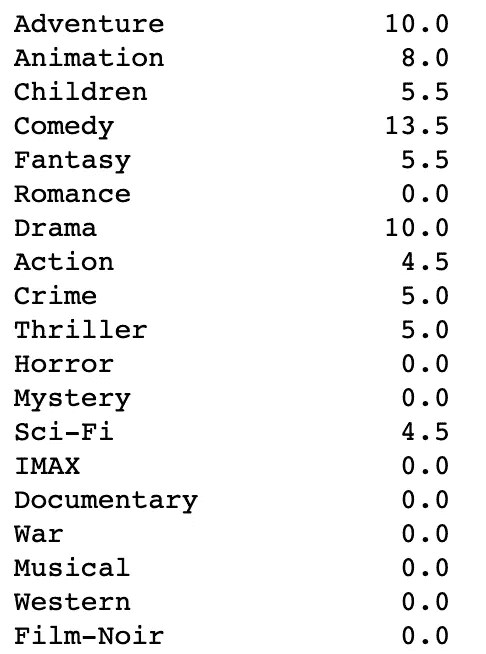 Adventure 10.0
Animation 8.0
Children 5.5
Comedy 13.5
Fantasy 5.5
Romance 0.0
Drama 10.0
Action 4.5
Crime 5.0
Thriller 5.0
Horror 0.0
Mystery 0.0
Sci-Fi 4.5
IMAX 0.0
Documentary 0.0
War 0.0
Musical 0.0
Western 0.0
Film-Noir 0.0